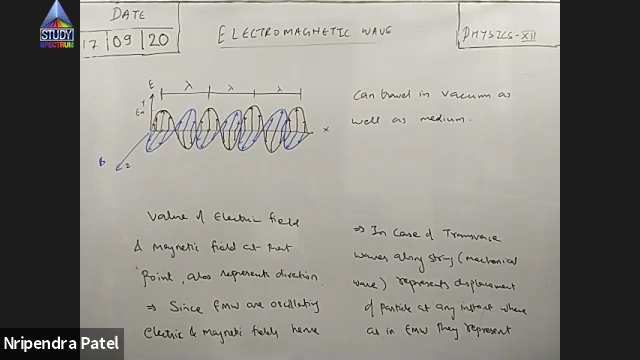 STUDY
SPECTRUM
DATE
17 09 20
ELECTROMAGNETIC WAVE
PHYSICS-XII
E
λ λ λ
x
z
Can travel in vacuum as
well as medium.
Value of Electric field
& Magnetic field at that
Point, also represents direction.
⇒ Since EMW are oscillating
Electric & Magnetic fields hence
⇒ In Case of Transverse
waves along string (mechanical
wave) represents displacement
of particle at any instant where
as in EMW They represent
Nripendra Patel